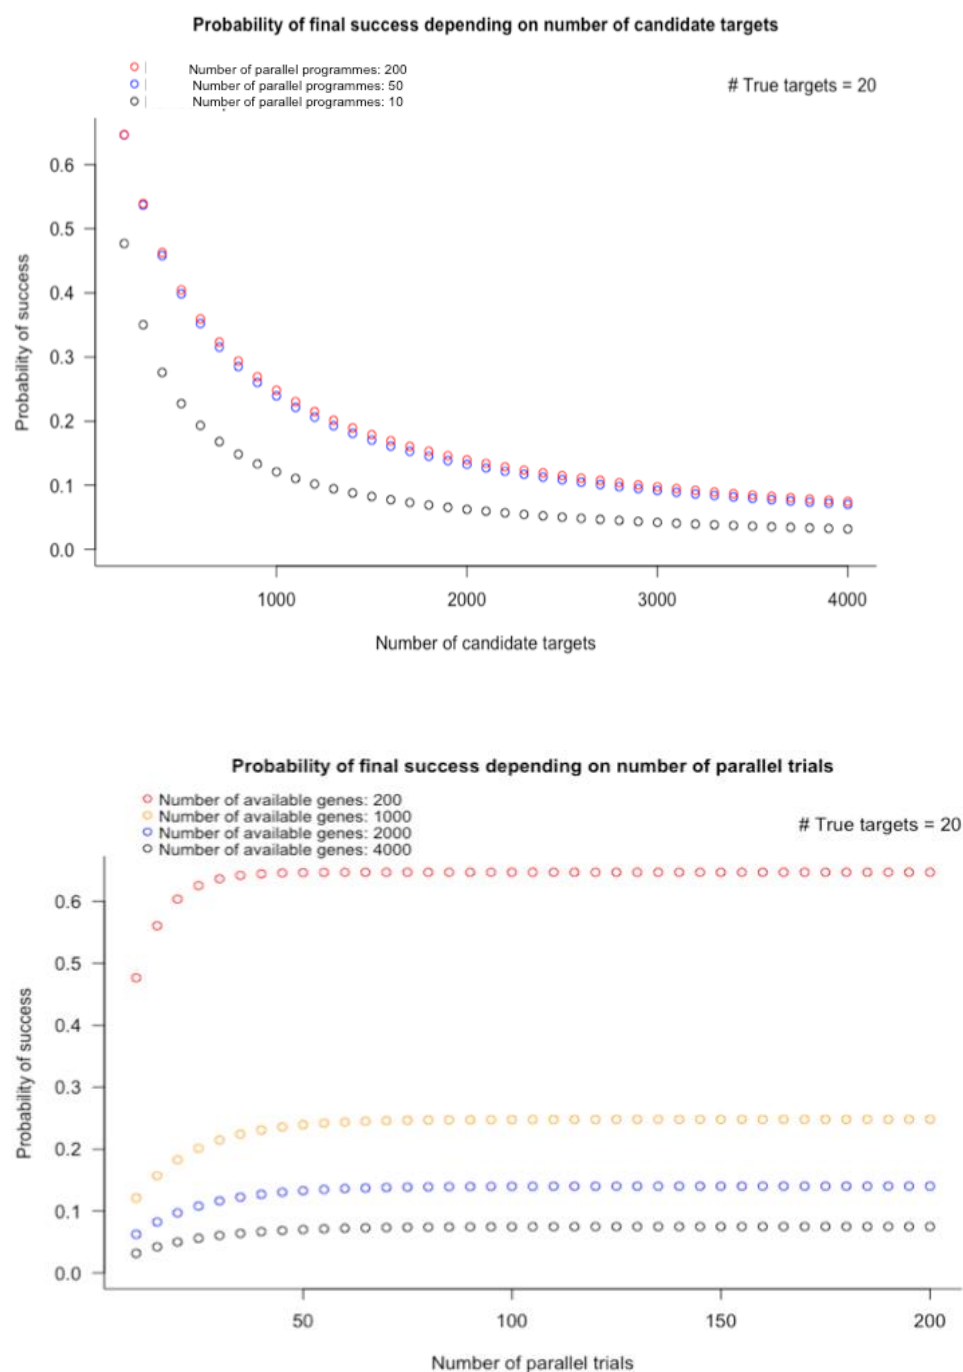 Probability of final success depending on number of candidate targets
Number of parallel programmes: 200
Number of parallel programmes: 50
Number of parallel programmes: 10
# True targets = 20
Probability of success
0.6
0.5
0.4
0.3
0.2
0.1
0.0
1000 2000 3000 4000
Number of candidate targets
Probability of final success depending on number of parallel trials
Number of available genes: 200
Number of available genes: 1000
Number of available genes: 2000
Number of available genes: 4000
# True targets = 20
Probability of success
0.6
0.5
0.4
0.3
0.2
0.1
0.0
50 100 150 200
Number of parallel trials